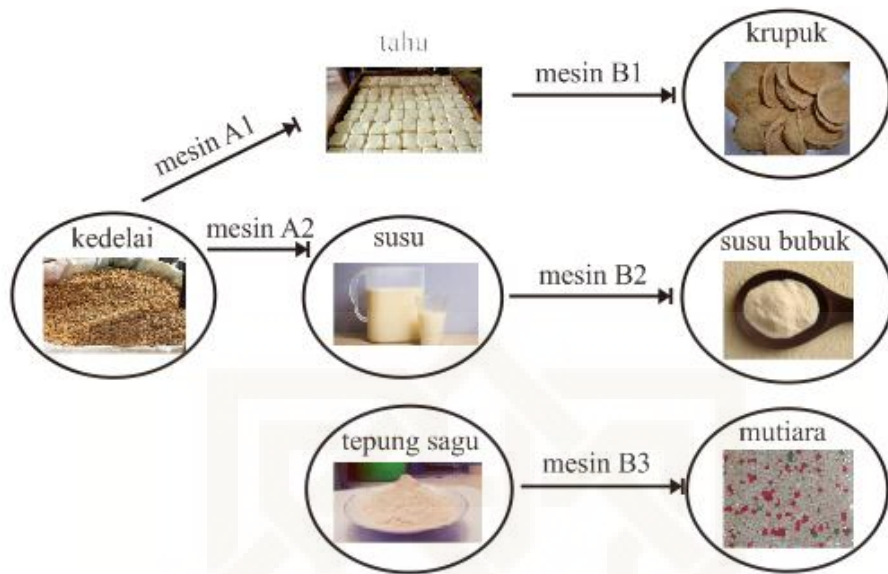 tahu
mesin B1
krupuk
mesin A1
kedelai
mesin A2
susu
mesin B2
susu bubuk
tepung sagu
mesin B3
mutiara